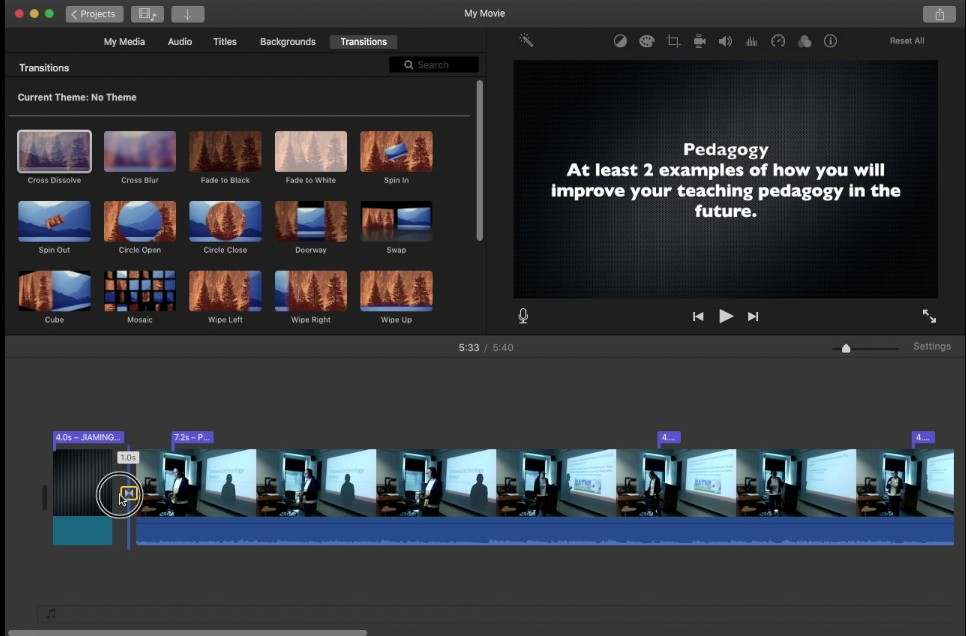 Projects
My Movie
My Media Audio Titles Backgrounds Transitions
Reset All
Transitions
Search
Current Theme: No Theme
Cross Dissolve Cross Blur Fade to Black Fade to White Spin In
Spin Out Circle Open Circle Close Doorway Swap
Cube Mosaic Wipe Left Wipe Right Wipe Up
Pedagogy
At least 2 examples of how you will
improve your teaching pedagogy in the
future.
5:33 / 5:40
Settings
4.0s – JIAMING... 7.2s – P... 4.... 4....
1.0s